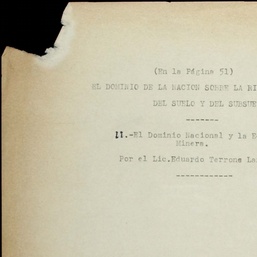 (En la Página 51)
EL DOMINIO DE LA NACION SOBRE LA RI
DEL SUELO Y DEL SUBSUE
-------
II.-El Dominio Nacional y la E
Minera.
Por el Lic.Eduardo Terrons La
------------